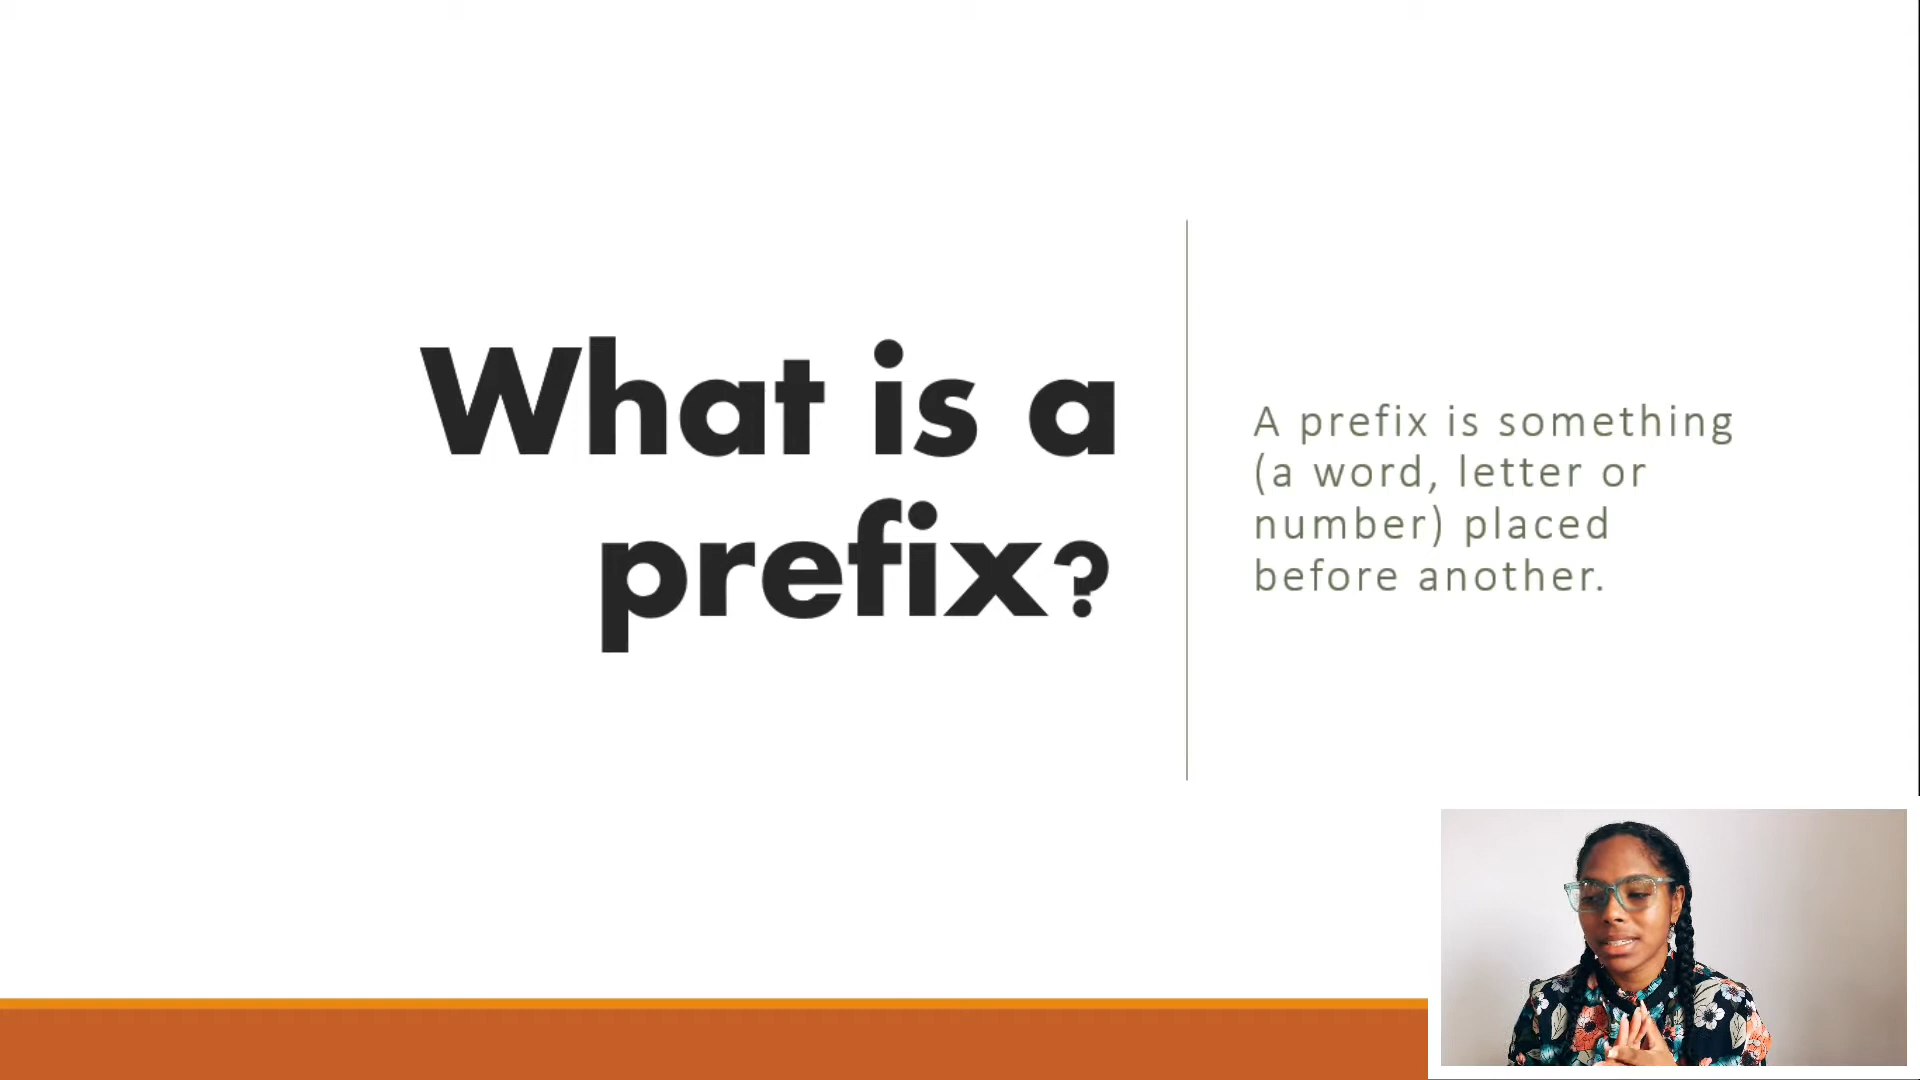 What is a
prefix?
A prefix is something
(a word, letter or
number) placed
before another.